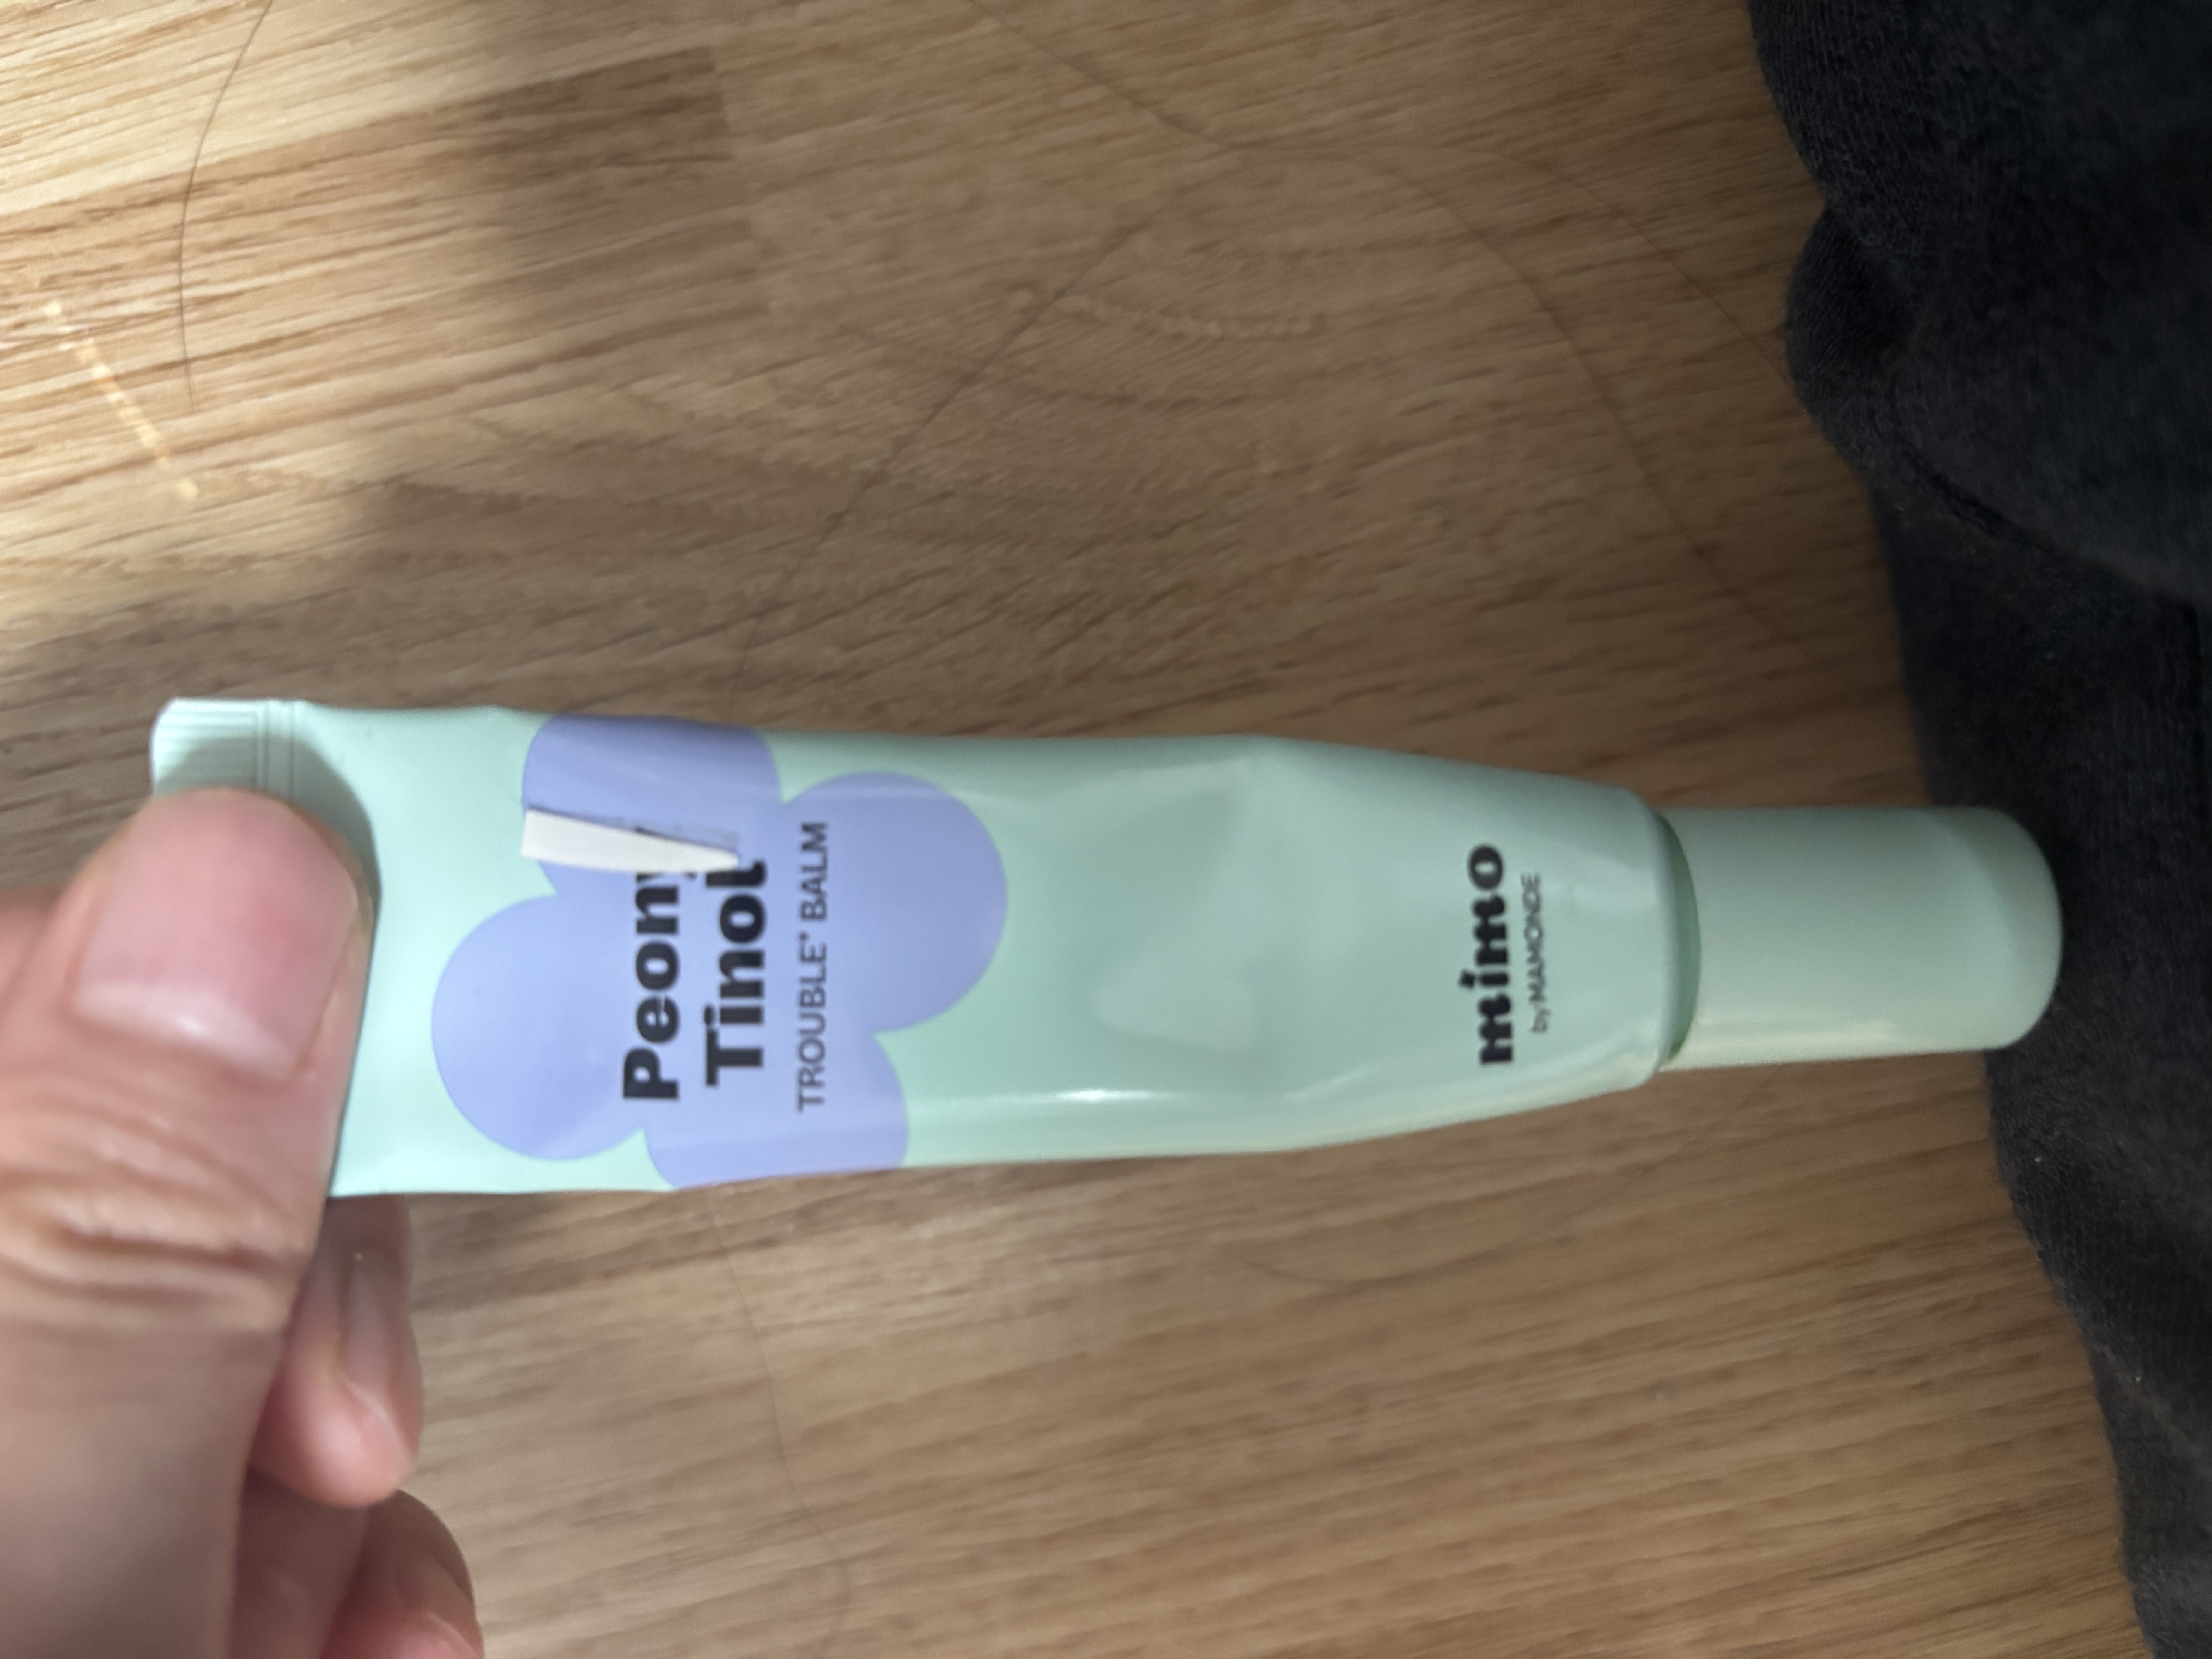 Peony
Tinol
TROUBLE* BALM
mimo
by MAMONDE